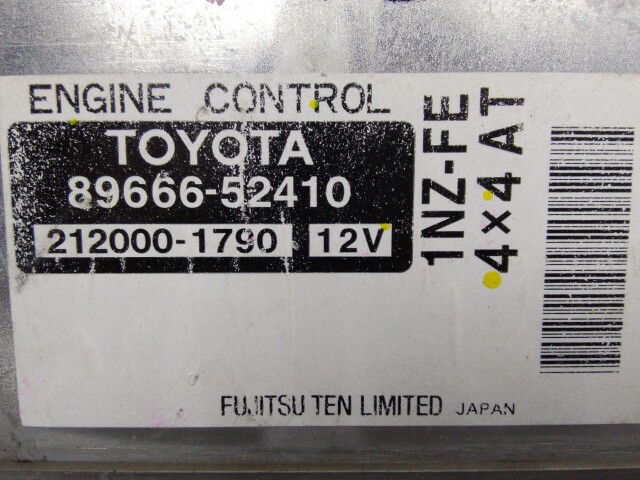 ENGINE CONTROL
TOYOTA
89666-52410
212000-1790 12V
1NZ-FE
4×4 AT
FUJITSU TEN LIMITED JAPAN